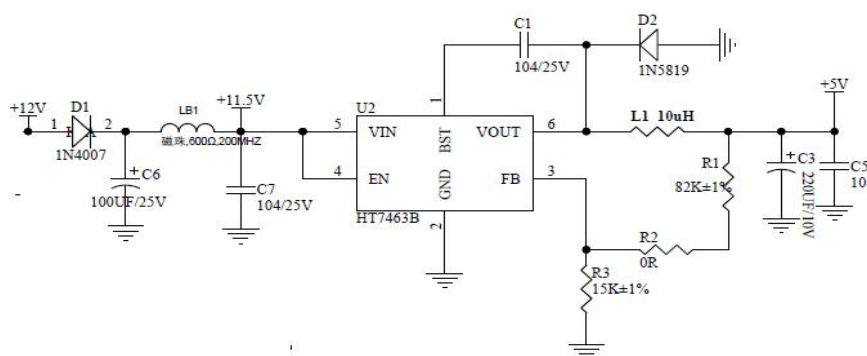 C1
104/25V
D2
1N5819
+12V
D1
1
2
1N4007
LB1
磁珠,600Ω,200MHZ
+11.5V
U2
1
5
VIN
BST
VOUT
6
L1 10uH
+5V
4
EN
GND
FB
3
HT7463B
2
C6
100UF/25V
C7
104/25V
R1
82K±1%
C3
220UF/10V
C5
10
R2
0R
R3
15K±1%